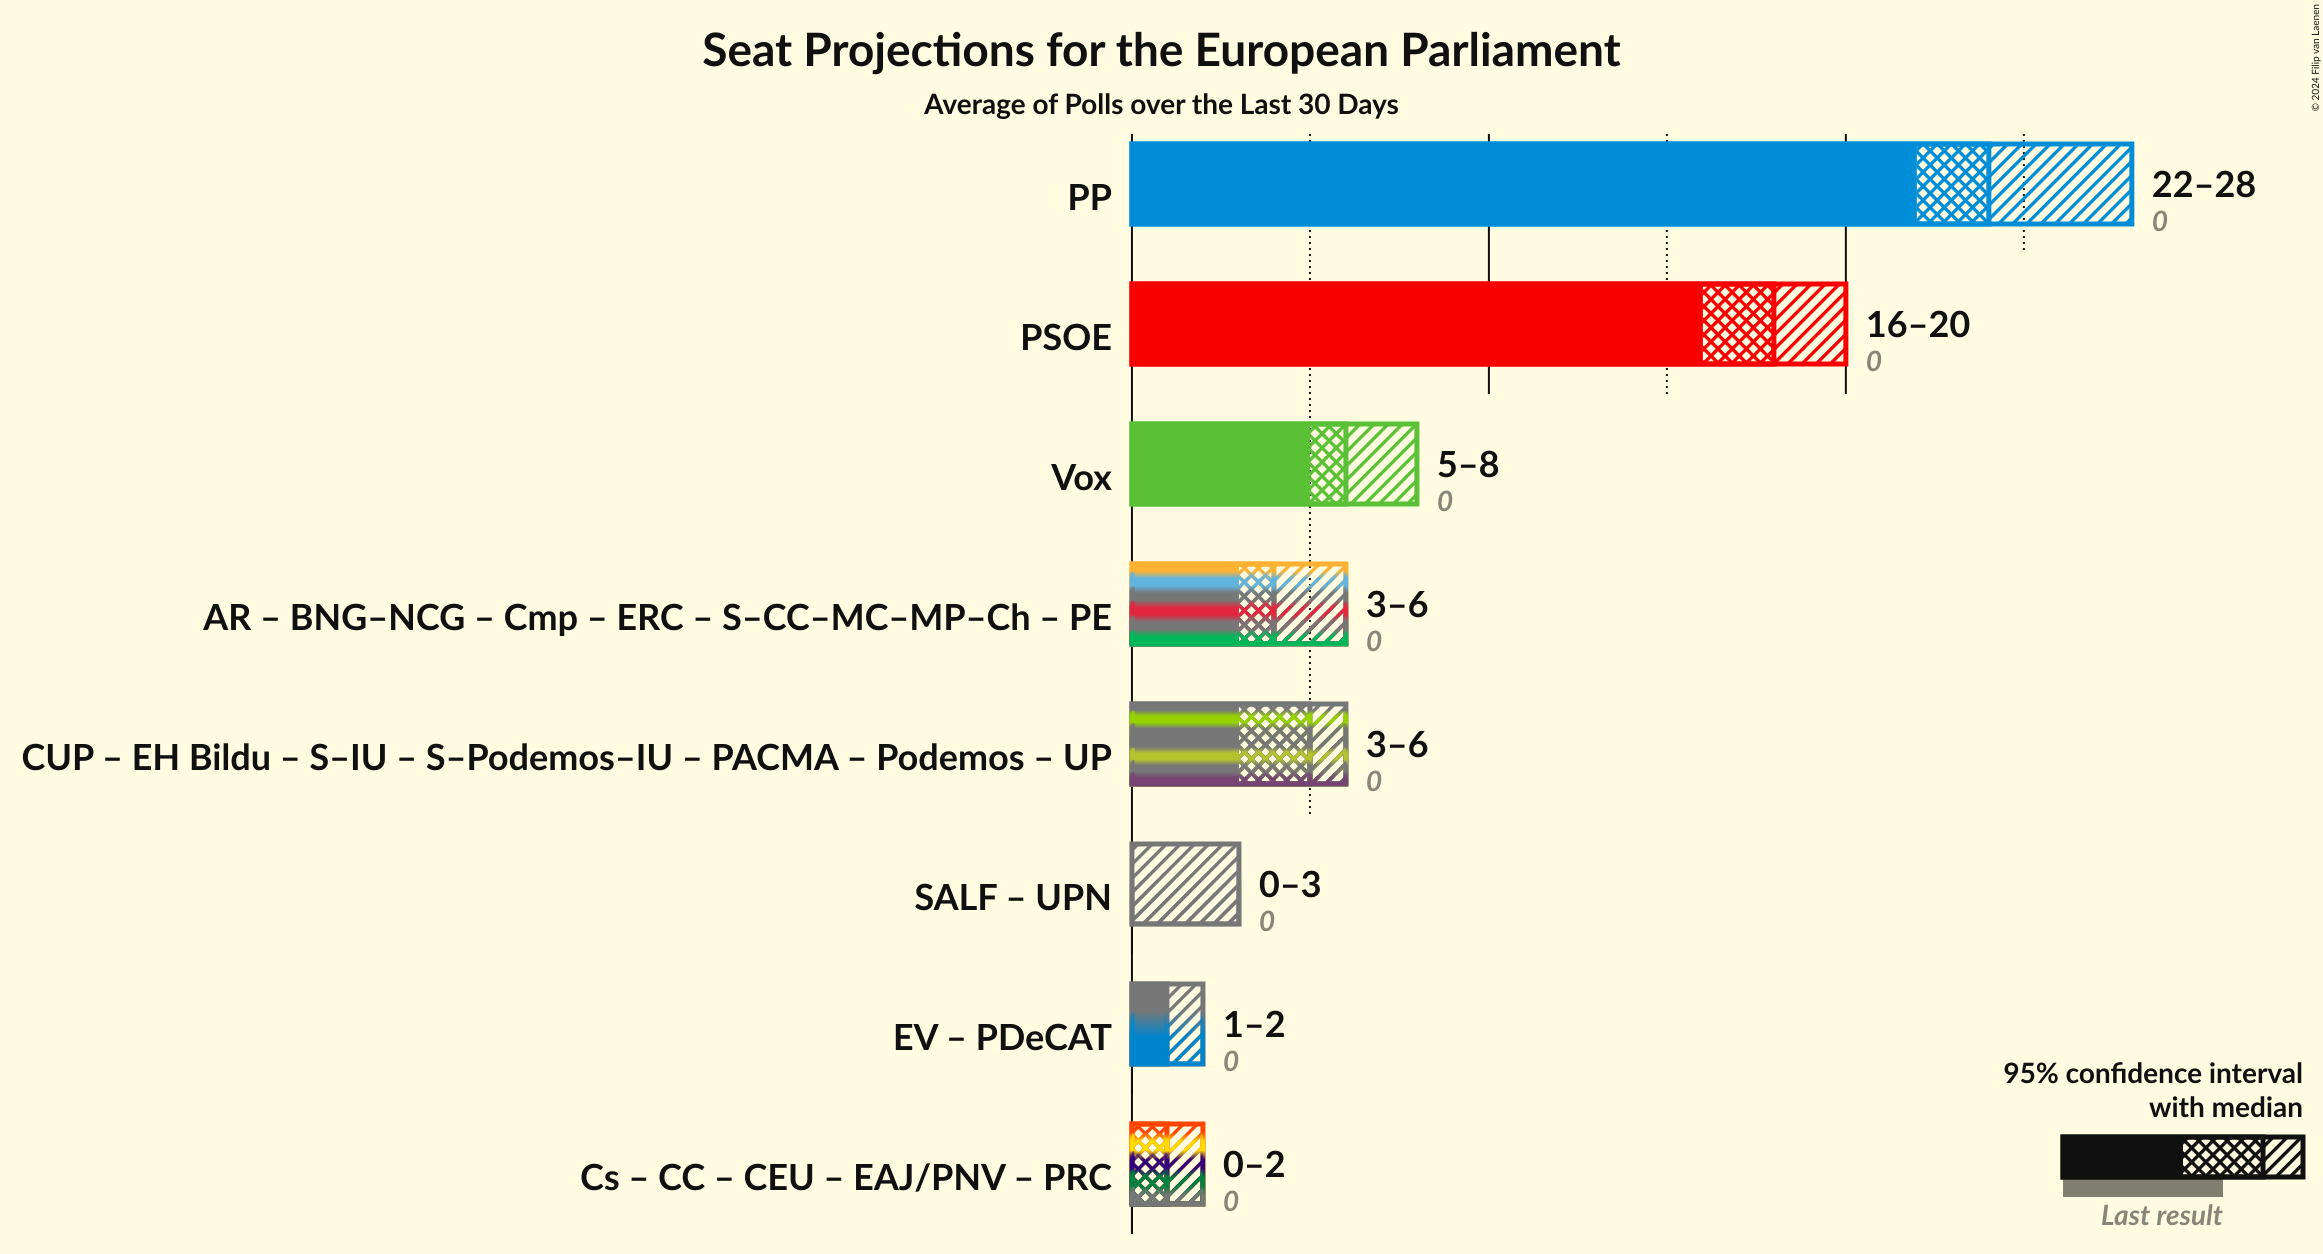 Seat Projections for the European Parliament
Average of Polls over the Last 30 Days
© 2024 Filip van Laenen
PP
22–28
0
PSOE
16–20
0
Vox
5–8
0
AR – BNG–NCG – Cmp – ERC – S–CC–MC–MP–Ch – PE
3–6
0
CUP – EH Bildu – S–IU – S–Podemos–IU – PACMA – Podemos – UP
3–6
0
SALF – UPN
0–3
0
EV – PDeCAT
1–2
0
Cs – CC – CEU – EAJ/PNV – PRC
0–2
0
95% confidence interval
with median
Last result